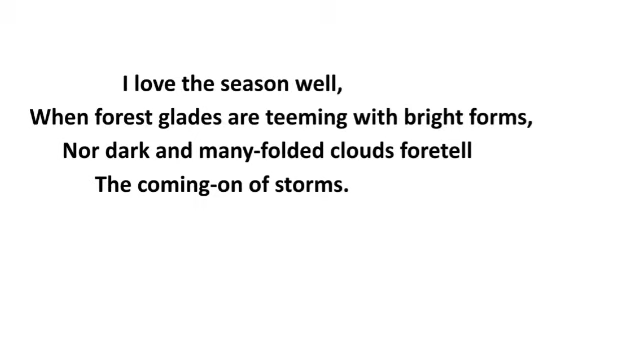 I love the season well,
When forest glades are teeming with bright forms,
Nor dark and many-folded clouds foretell
The coming-on of storms.